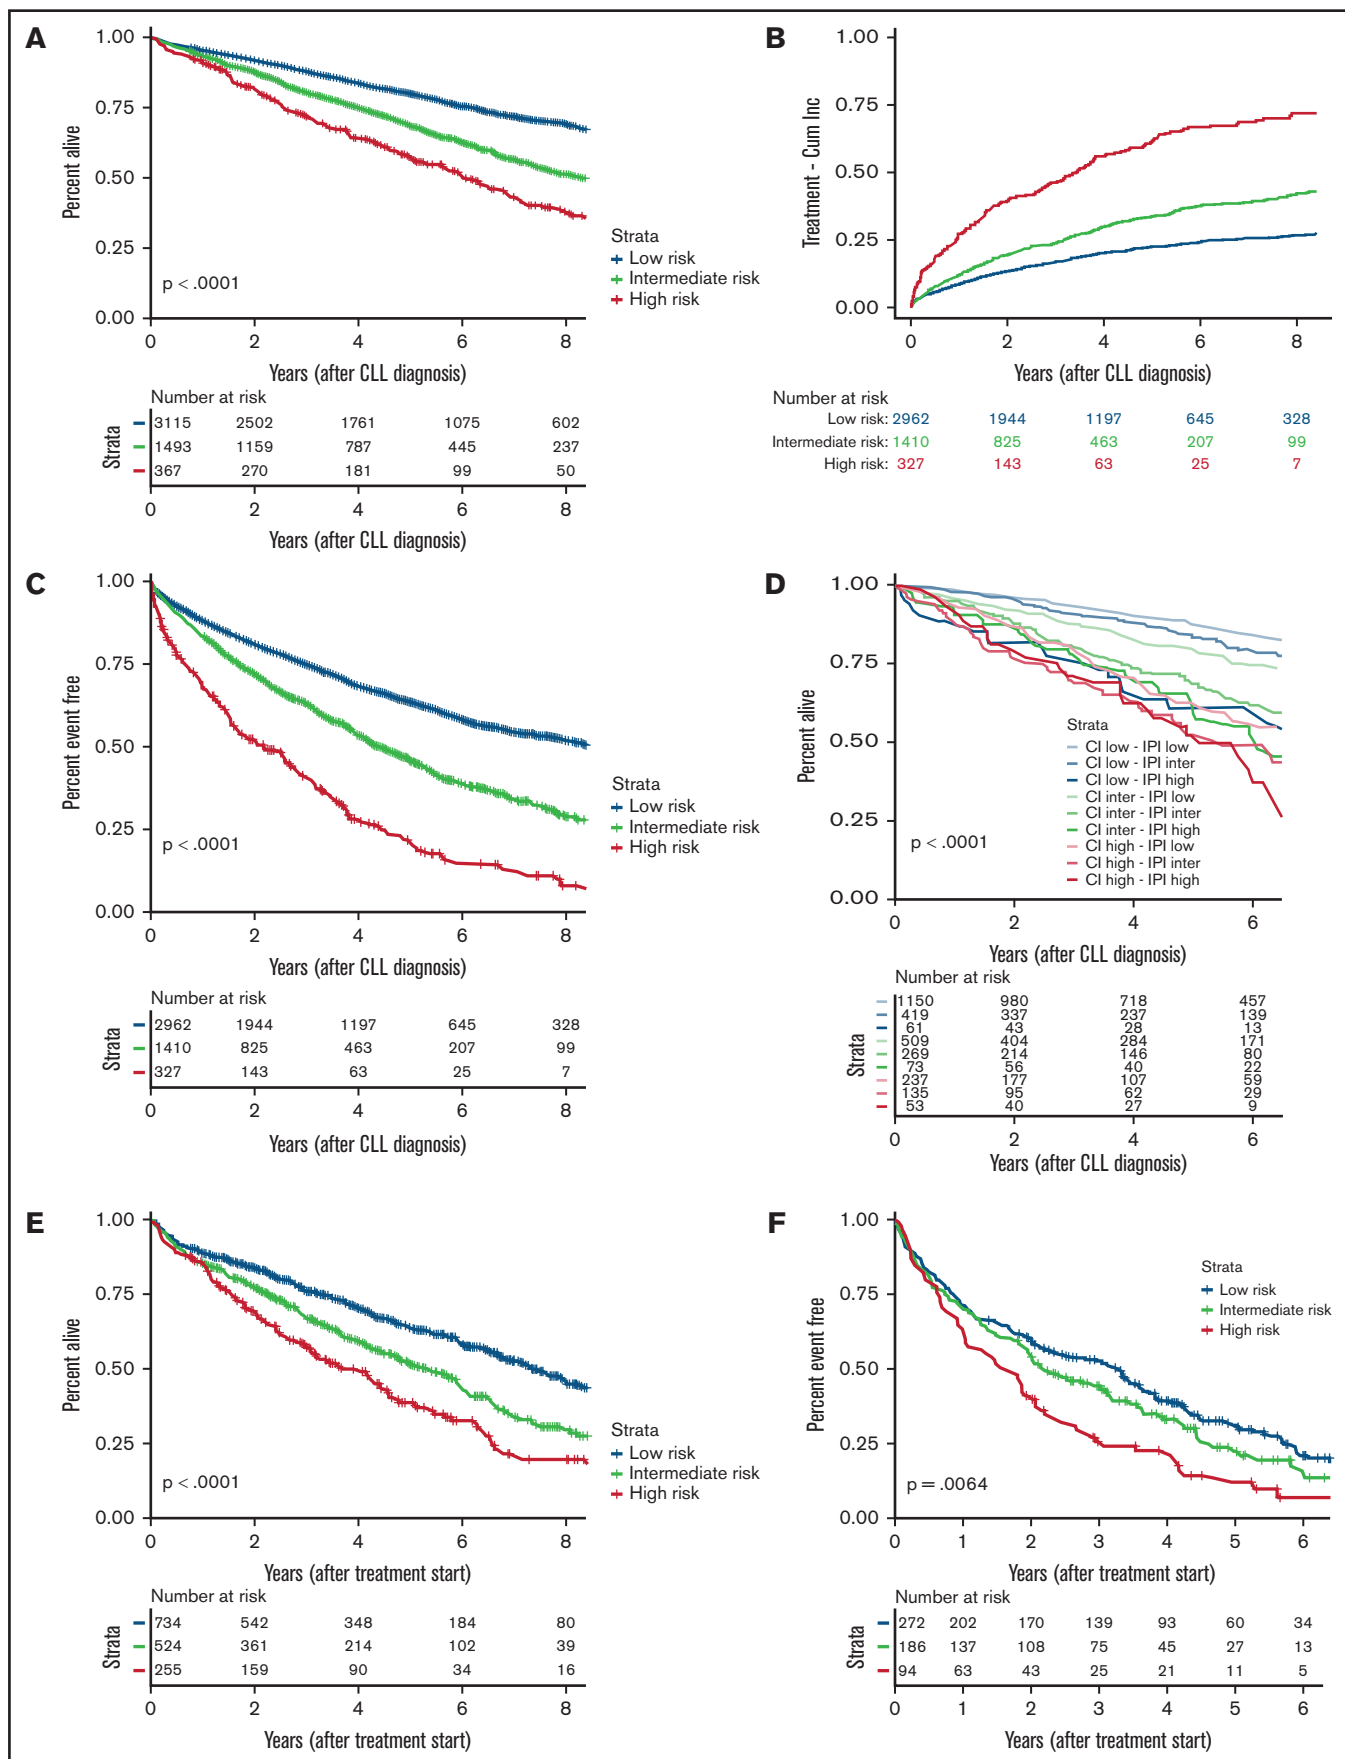 A
1.00
0.75
0.50
0.25
0.00
Percent alive
p < .0001
0 2 4 6 8
Years (after CLL diagnosis)
Strata
Low risk
Intermediate risk
High risk
Number at risk
Strata
3115 2502 1761 1075 602
1493 1159 787 445 237
367 270 181 99 50
0 2 4 6 8
Years (after CLL diagnosis)
B
1.00
0.75
0.50
0.25
0.00
Treatment - Cum Inc
0 2 4 6 8
Years (after CLL diagnosis)
Number at risk
Low risk: 2962 1944 1197 645 328
Intermediate risk: 1410 825 463 207 99
High risk: 327 143 63 25 7
C
1.00
0.75
0.50
0.25
0.00
Percent event free
p < .0001
0 2 4 6 8
Years (after CLL diagnosis)
Strata
Low risk
Intermediate risk
High risk
Number at risk
Strata
2962 1944 1197 645 328
1410 825 463 207 99
327 143 63 25 7
0 2 4 6 8
Years (after CLL diagnosis)
D
1.00
0.75
0.50
0.25
0.00
Percent alive
p < .0001
Strata
CI low - IPI low
CI low - IPI inter
CI low - IPI high
CI inter - IPI low
CI inter - IPI inter
CI inter - IPI high
CI high - IPI low
CI high - IPI inter
CI high - IPI high
0 2 4 6
Years (after CLL diagnosis)
Number at risk
Strata
1150 980 718 457
419 337 237 139
61 43 28 13
509 404 284 171
269 214 146 80
73 56 40 22
237 177 107 59
135 95 62 29
53 40 27 9
0 2 4 6
Years (after CLL diagnosis)
E
1.00
0.75
0.50
0.25
0.00
Percent alive
p < .0001
0 2 4 6 8
Years (after treatment start)
Strata
Low risk
Intermediate risk
High risk
Number at risk
Strata
734 542 348 184 80
524 361 214 102 39
255 159 90 34 16
0 2 4 6 8
Years (after treatment start)
F
1.00
0.75
0.50
0.25
0.00
Percent event free
p = .0064
Strata
Low risk
Intermediate risk
High risk
0 1 2 3 4 5 6
Years (after treatment start)
Number at risk
Strata
272 202 170 139 93 60 34
186 137 108 75 45 27 13
94 63 43 25 21 11 5
0 1 2 3 4 5 6
Years (after treatment start)